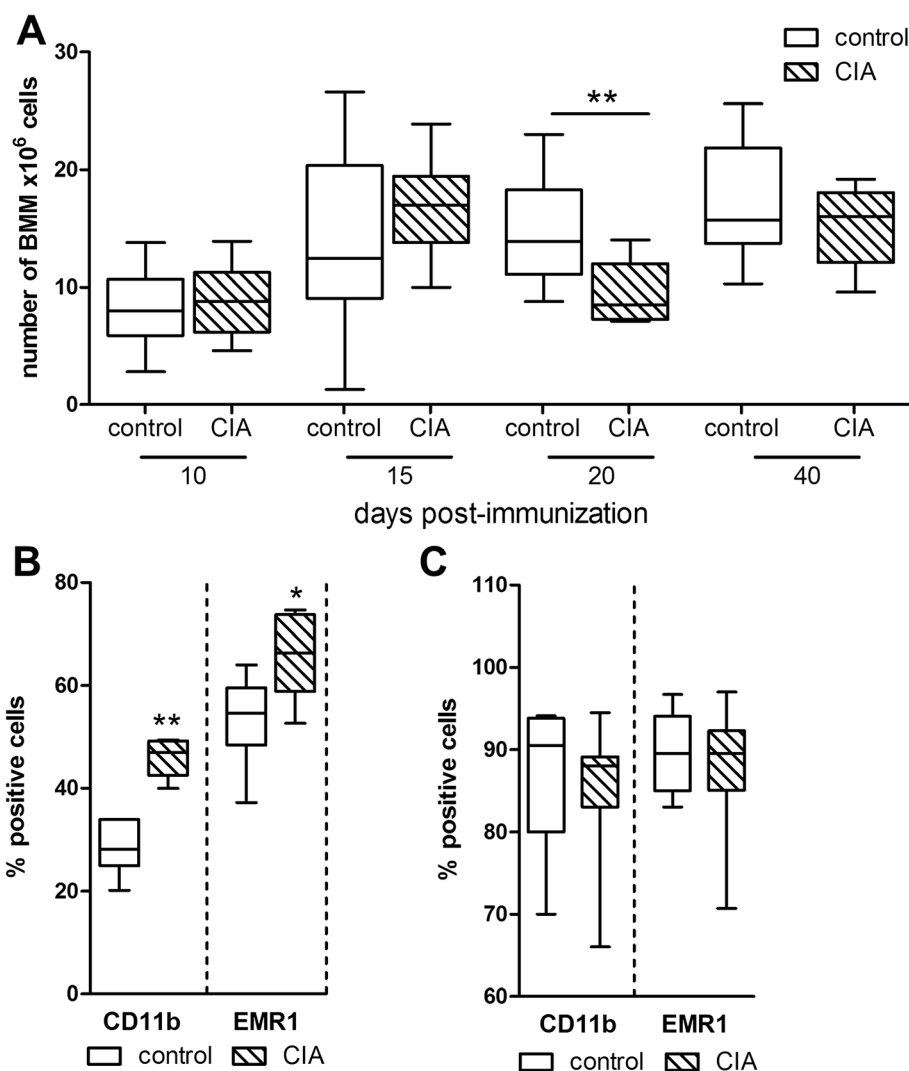 A
control
CIA
number of BMM x10⁶ cells
30
20
10
0
**
control CIA control CIA control CIA control CIA
10 15 20 40
days post-immunization
B
% positive cells
80
60
40
20
0
**
*
CD11b EMR1
control CIA
C
% positive cells
110
100
90
80
70
60
CD11b EMR1
control CIA